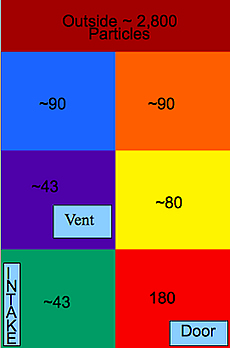 Outside ~ 2,800
Particles
~90
~90
~43
Vent
~80
INTAKE
~43
180
Door